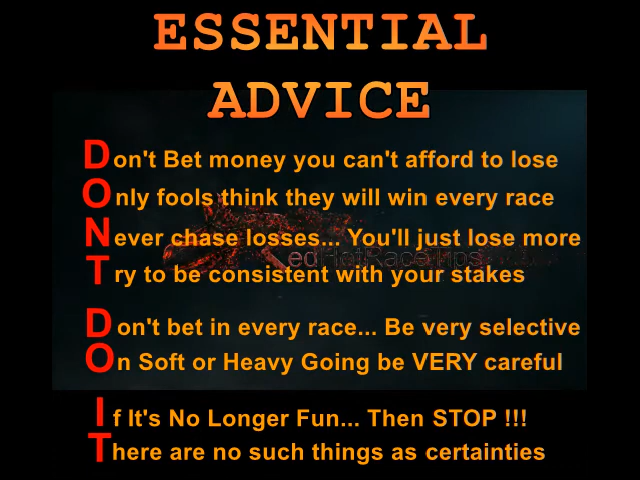 ESSENTIAL
ADVICE
Don't Bet money you can't afford to lose
Only fools think they will win every race
Never chase losses... You'll just lose more
edHotRaceTips
Try to be consistent with your stakes
Don't bet in every race... Be very selective
On Soft or Heavy Going be VERY careful
If It's No Longer Fun... Then STOP !!!
There are no such things as certainties